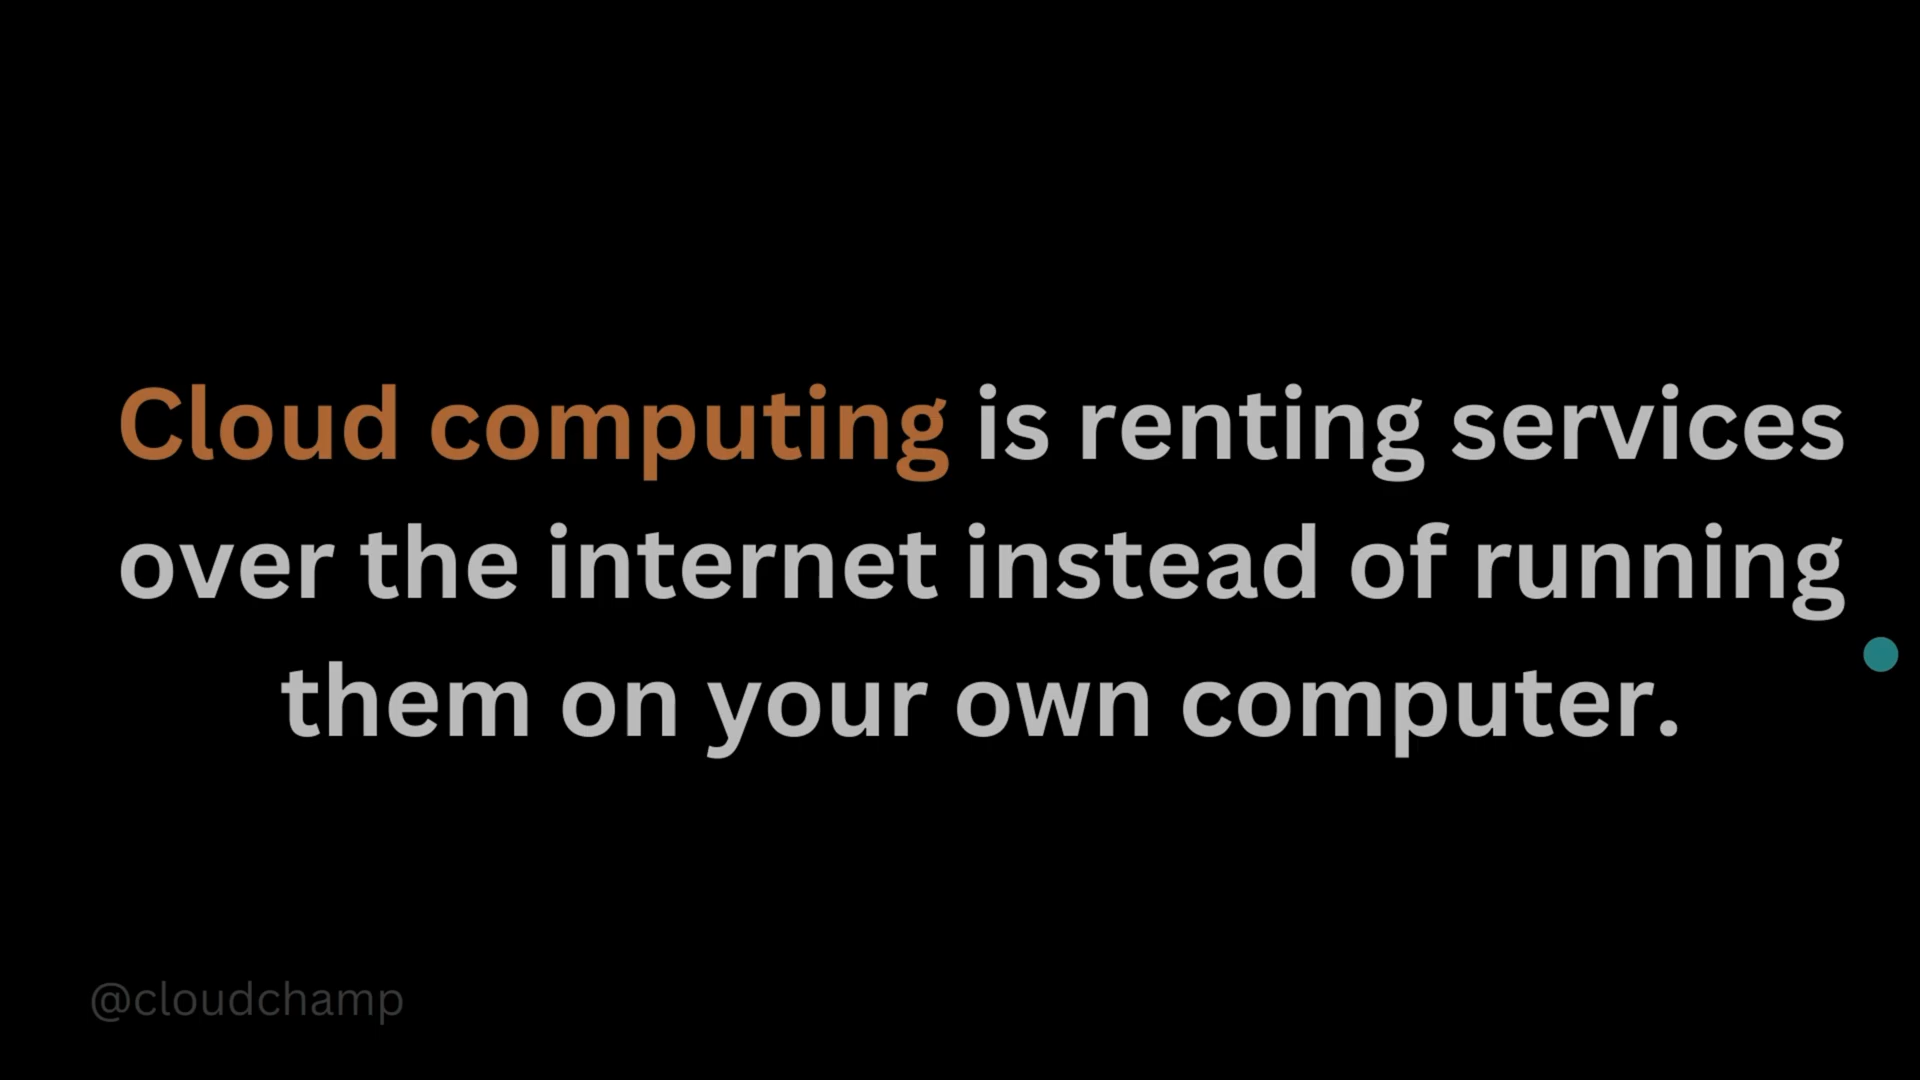 Cloud computing is renting services
over the internet instead of running
them on your own computer.
@cloudchamp